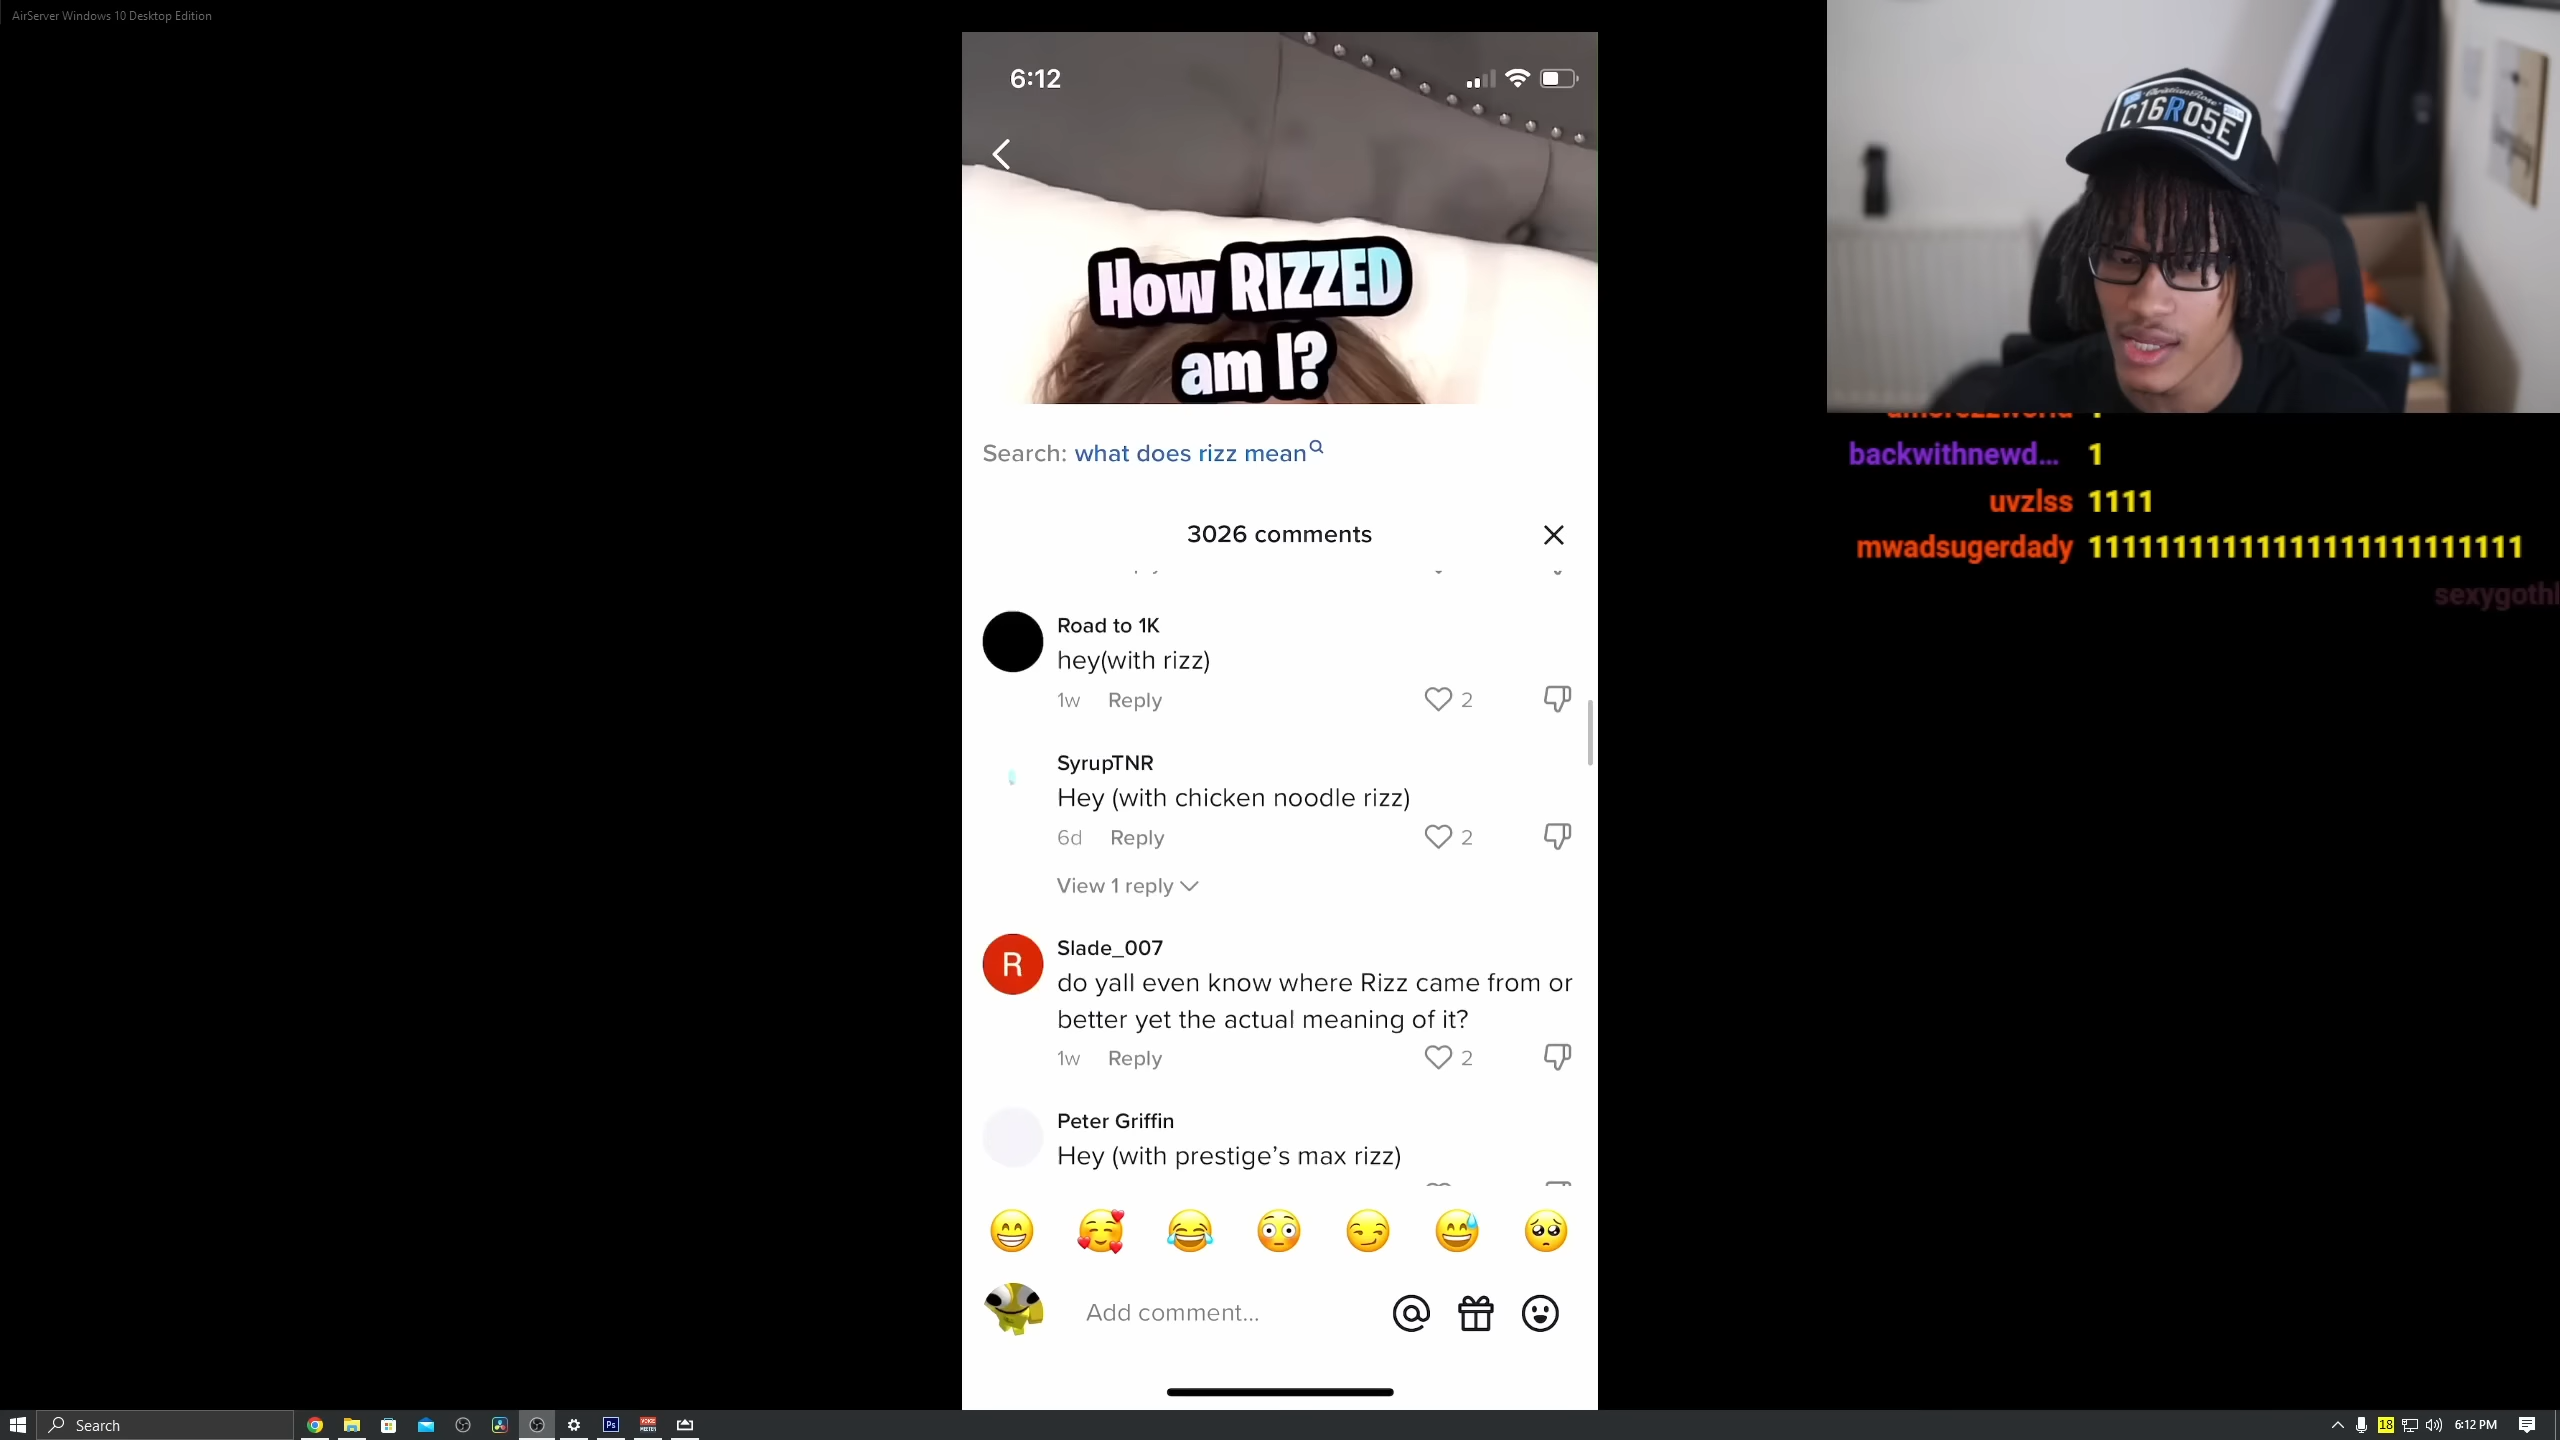 AirServer Windows 10 Desktop Edition
6:12
How RIZZED
am I?
Search: what does rizz mean
3026 comments
Road to 1K
hey(with rizz)
1w Reply 2
SyrupTNR
Hey (with chicken noodle rizz)
6d Reply 2
View 1 reply
Slade_007
R
do yall even know where Rizz came from or
better yet the actual meaning of it?
1w Reply 2
Peter Griffin
Hey (with prestige’s max rizz)
Add comment...
C16R05E
backwithnewd... 1
uvzlss 1111
mwadsugerdady
sexygothi
Search
Ps
18
6:12 PM